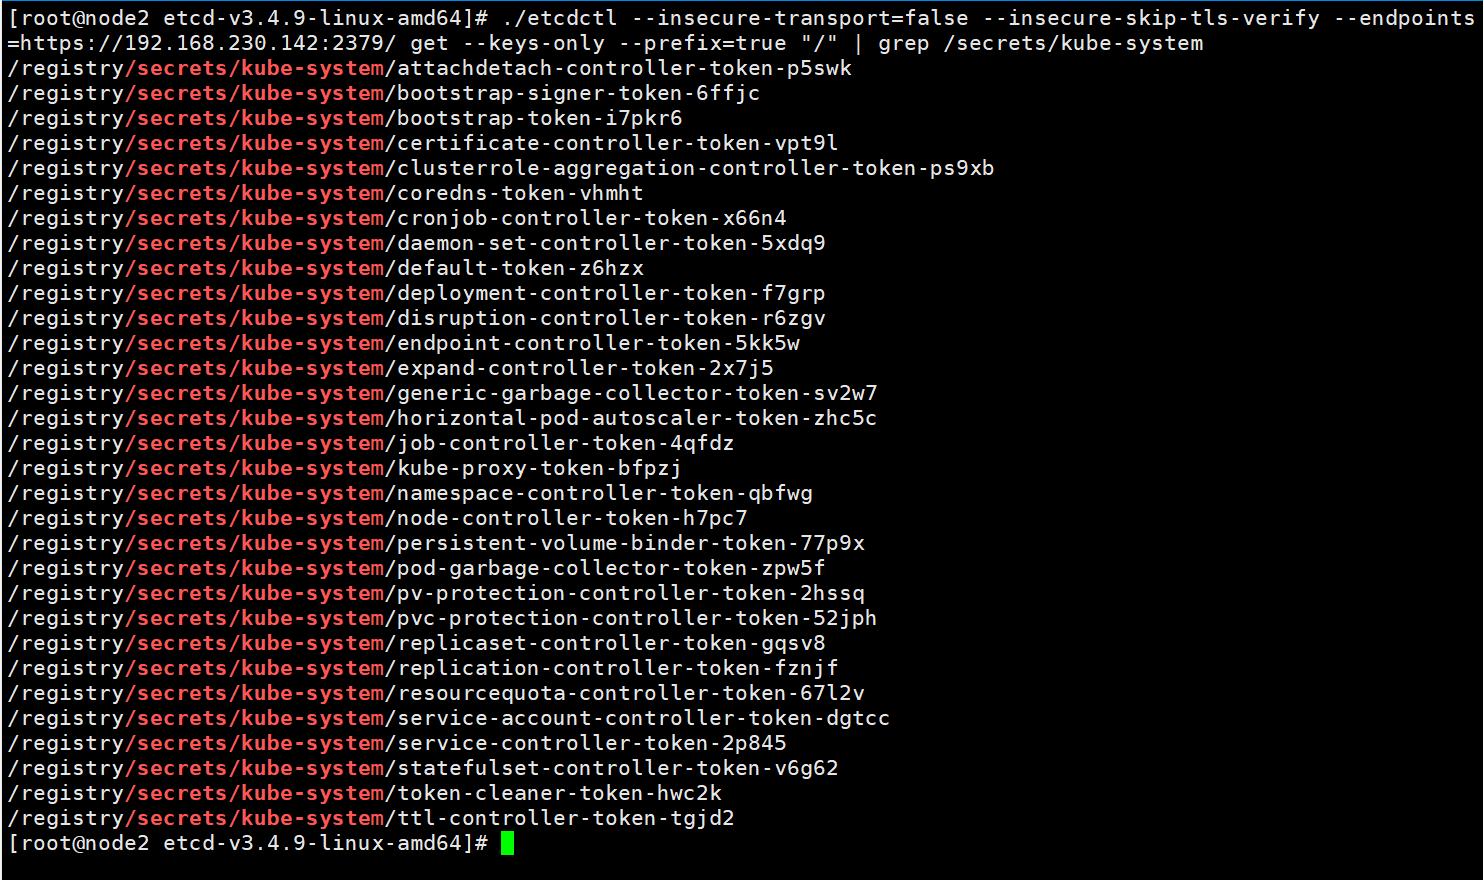 [root@node2 etcd-v3.4.9-linux-amd64]# ./etcdctl --insecure-transport=false --insecure-skip-tls-verify --endpoints
=https://192.168.230.142:2379/ get --keys-only --prefix=true "/" | grep /secrets/kube-system
/registry/secrets/kube-system/attachdetach-controller-token-p5swk
/registry/secrets/kube-system/bootstrap-signer-token-6ffjc
/registry/secrets/kube-system/bootstrap-token-i7pkr6
/registry/secrets/kube-system/certificate-controller-token-vpt9l
/registry/secrets/kube-system/clusterrole-aggregation-controller-token-ps9xb
/registry/secrets/kube-system/coredns-token-vhmht
/registry/secrets/kube-system/cronjob-controller-token-x66n4
/registry/secrets/kube-system/daemon-set-controller-token-5xdq9
/registry/secrets/kube-system/default-token-z6hzx
/registry/secrets/kube-system/deployment-controller-token-f7grp
/registry/secrets/kube-system/disruption-controller-token-r6zgv
/registry/secrets/kube-system/endpoint-controller-token-5kk5w
/registry/secrets/kube-system/expand-controller-token-2x7j5
/registry/secrets/kube-system/generic-garbage-collector-token-sv2w7
/registry/secrets/kube-system/horizontal-pod-autoscaler-token-zhc5c
/registry/secrets/kube-system/job-controller-token-4qfdz
/registry/secrets/kube-system/kube-proxy-token-bfpzj
/registry/secrets/kube-system/namespace-controller-token-qbfwg
/registry/secrets/kube-system/node-controller-token-h7pc7
/registry/secrets/kube-system/persistent-volume-binder-token-77p9x
/registry/secrets/kube-system/pod-garbage-collector-token-zpw5f
/registry/secrets/kube-system/pv-protection-controller-token-2hssq
/registry/secrets/kube-system/pvc-protection-controller-token-52jph
/registry/secrets/kube-system/replicaset-controller-token-gqsv8
/registry/secrets/kube-system/replication-controller-token-fznjf
/registry/secrets/kube-system/resourcequota-controller-token-67l2v
/registry/secrets/kube-system/service-account-controller-token-dgtcc
/registry/secrets/kube-system/service-controller-token-2p845
/registry/secrets/kube-system/statefulset-controller-token-v6g62
/registry/secrets/kube-system/token-cleaner-token-hwc2k
/registry/secrets/kube-system/ttl-controller-token-tgjd2
[root@node2 etcd-v3.4.9-linux-amd64]#